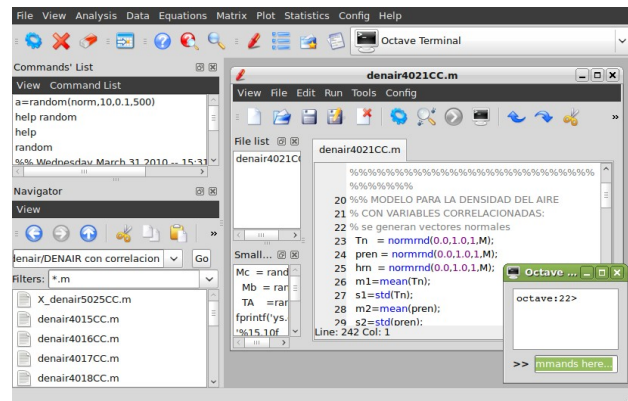 File View Analysis Data Equations Matrix Plot Statistics Config Help
Octave Terminal
Commands' List
View Command List
a=random(norm,10,0.1,500)
help random
help
random
%% Wednesday March 31 2010 -- 15:31
Navigator
View
denair/DENAIR con correlacion Go
Filters: *.m
X_denair5025CC.m
denair4015CC.m
denair4016CC.m
denair4017CC.m
denair4018CC.m
denair4021CC.m
View File Edit Run Tools Config
File list
denair4021C
Small...
Mc = rand
Mb = ran
TA =rar
fprintf('ys.
'%15.10f
denair4021CC.m
%%%%%%%%%%%%%%%%%%%%%%%%%%%
%%%%%%%
20 %% MODELO PARA LA DENSIDAD DEL AIRE
21 % CON VARIABLES CORRELACIONADAS:
22 % se generan vectores normales
23 Tn = normrnd(0.0,1.0,1,M);
24 pren = normrnd(0.0,1.0,1,M);
25 hrn = normrnd(0.0,1.0,1,M);
26 m1=mean(Tn);
27 s1=std(Tn);
28 m2=mean(pren);
29 s2=std(pren);
Line: 242 Col: 1
Octave ...
octave:22>
>> mmands here...